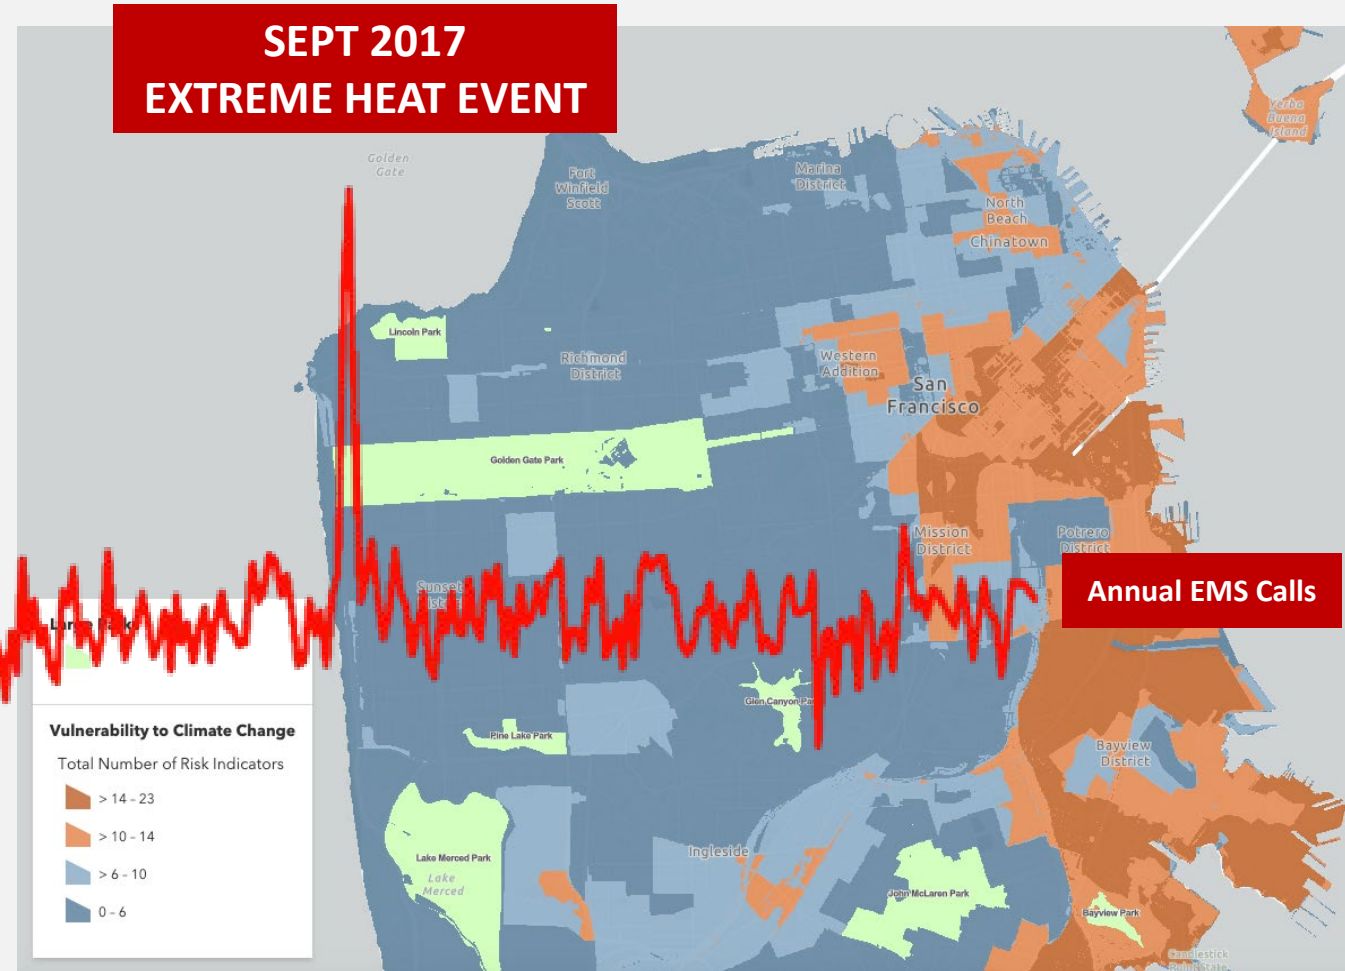 SEPT 2017
EXTREME HEAT EVENT
Golden
Gate
Fort
Winfield
Scott
Marina
District
Yerba
Buena
Island
North
Beach
Chinatown
Lincoln Park
Richmond
District
Western
Addition
San
Francisco
Golden Gate Park
Mission
District
Potrero
District
Sunset
Annual EMS Calls
Large Park
Glen Canyon
Pine Lake Park
Vulnerability to Climate Change
Total Number of Risk Indicators
> 14 - 23
> 10 - 14
> 6 - 10
0 - 6
Bayview
District
Ingleside
Lake Merced Park
Lake
Merced
John McLaren Park
Bayview Park
Candlestick